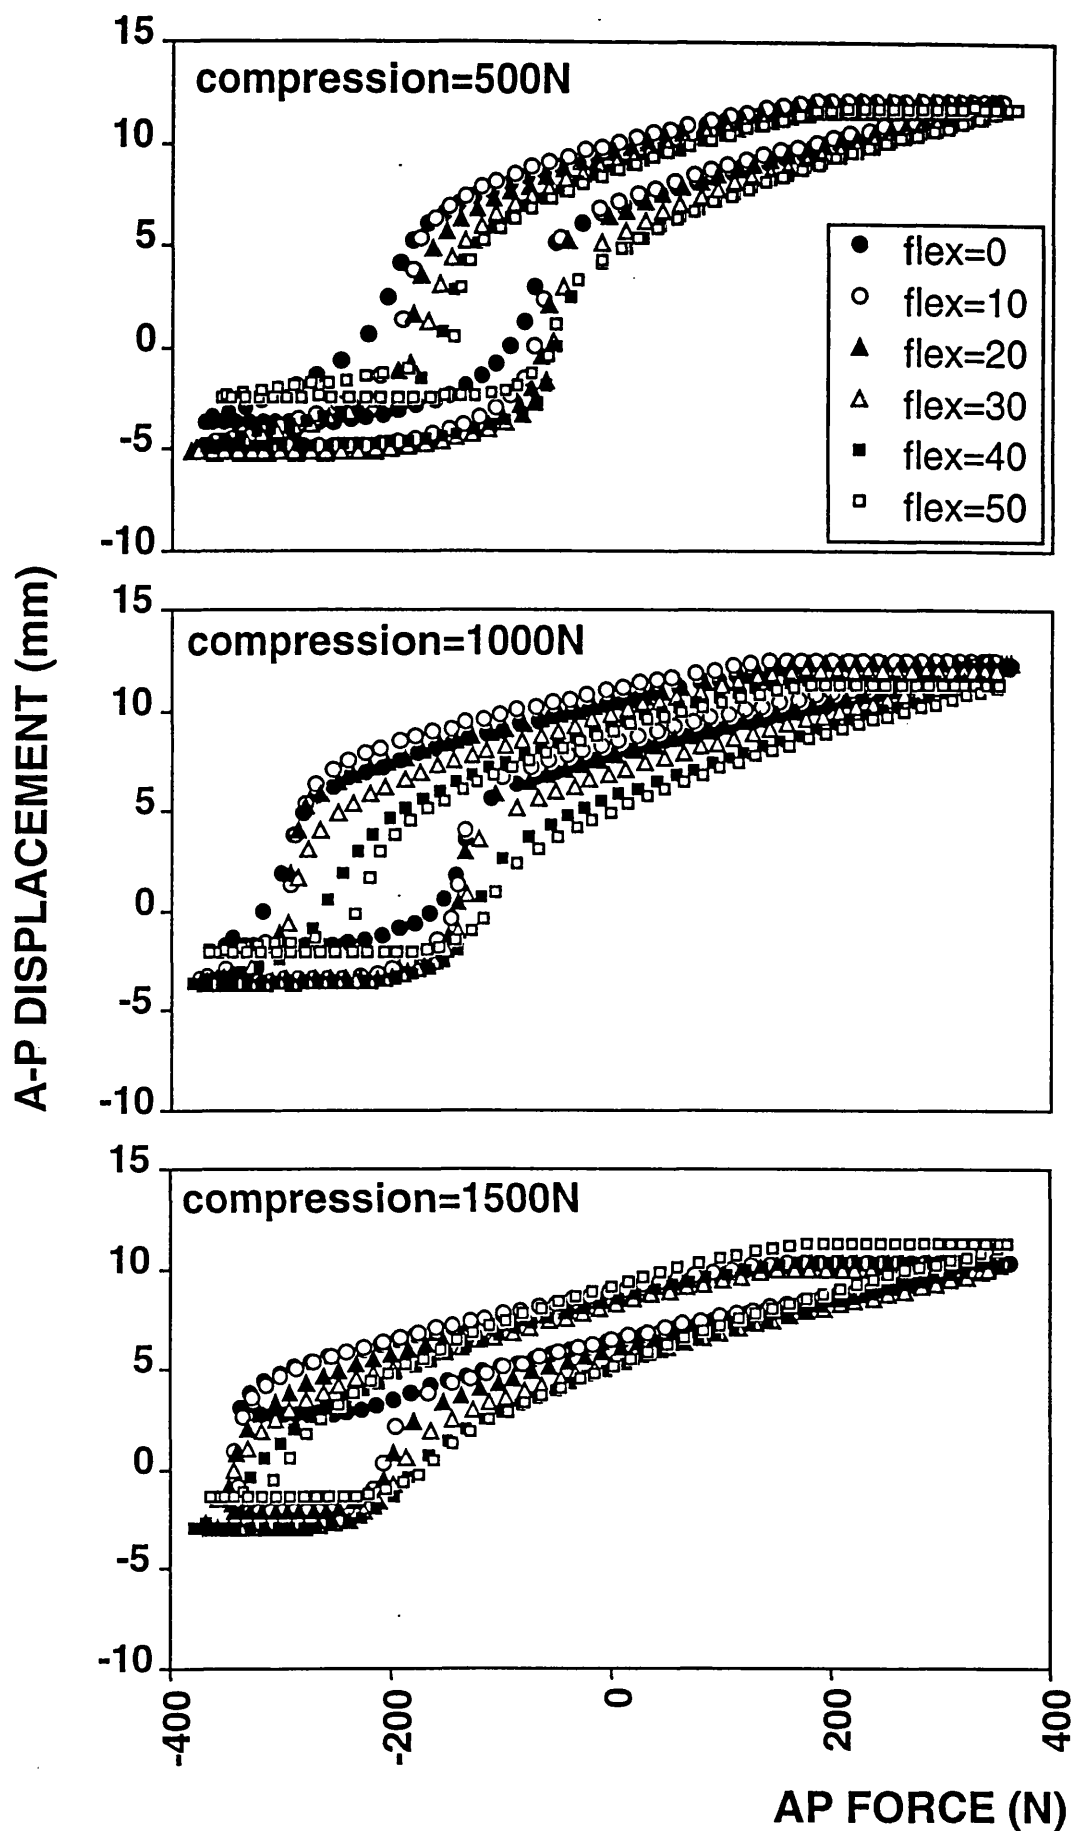 15
compression=500N
10
5
0
-5
-10
flex=0
flex=10
flex=20
flex=30
flex=40
flex=50
A-P DISPLACEMENT (mm)
15
compression=1000N
10
5
0
-5
-10
15
compression=1500N
10
5
0
-5
-10
-400
-200
0
200
400
AP FORCE (N)